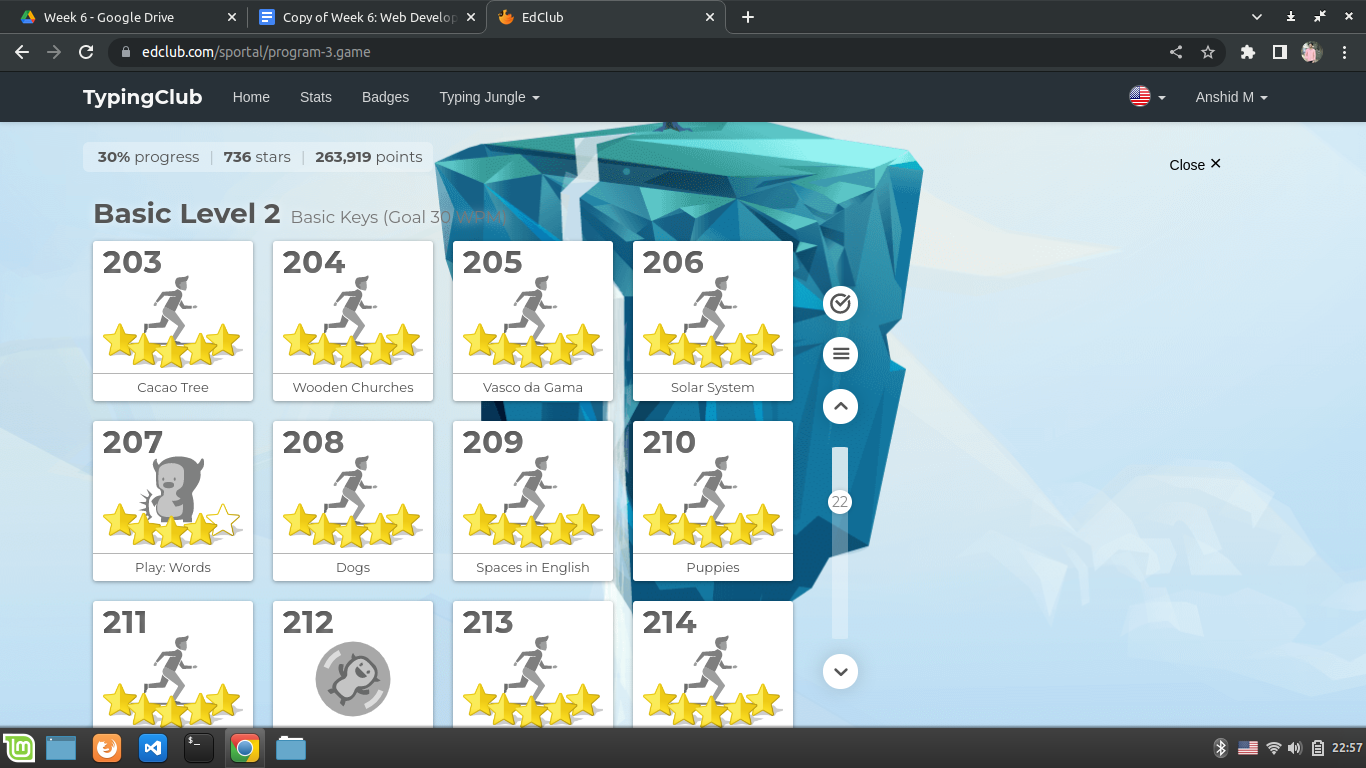 Week 6 - Google Drive
Copy of Week 6: Web Develop
EdClub
edclub.com/sportal/program-3.game
TypingClub Home Stats Badges Typing Jungle Anshid M
30% progress | 736 stars | 263,919 points
Close ✕
Basic Level 2 Basic Keys (Goal 30 WPM)
203 204 205 206
Cacao Tree Wooden Churches Vasco da Gama Solar System
207 208 209 210
22
Play: Words Dogs Spaces in English Puppies
211 212 213 214
$_
22:57